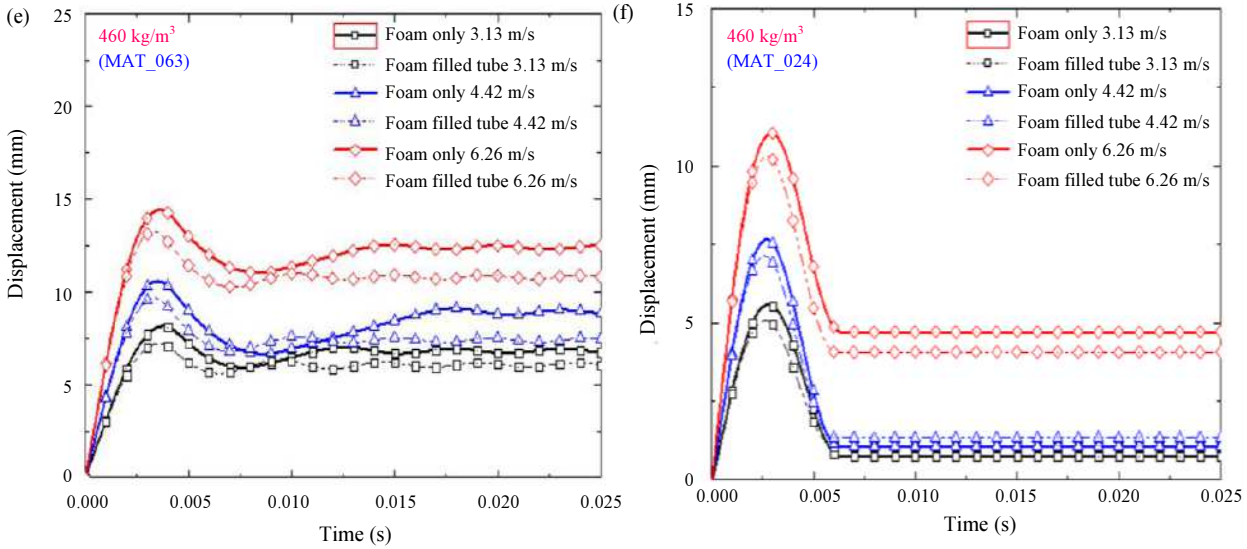 (e)
460 kg/m³
(MAT_063)
Foam only 3.13 m/s
Foam filled tube 3.13 m/s
Foam only 4.42 m/s
Foam filled tube 4.42 m/s
Foam only 6.26 m/s
Foam filled tube 6.26 m/s
25
20
15
10
5
0
Displacement (mm)
0.000 0.005 0.010 0.015 0.020 0.025
Time (s)
(f)
460 kg/m³
(MAT_024)
Foam only 3.13 m/s
Foam filled tube 3.13 m/s
Foam only 4.42 m/s
Foam filled tube 4.42 m/s
Foam only 6.26 m/s
Foam filled tube 6.26 m/s
15
10
5
0
Displacement (mm)
0.000 0.005 0.010 0.015 0.020 0.025
Time (s)